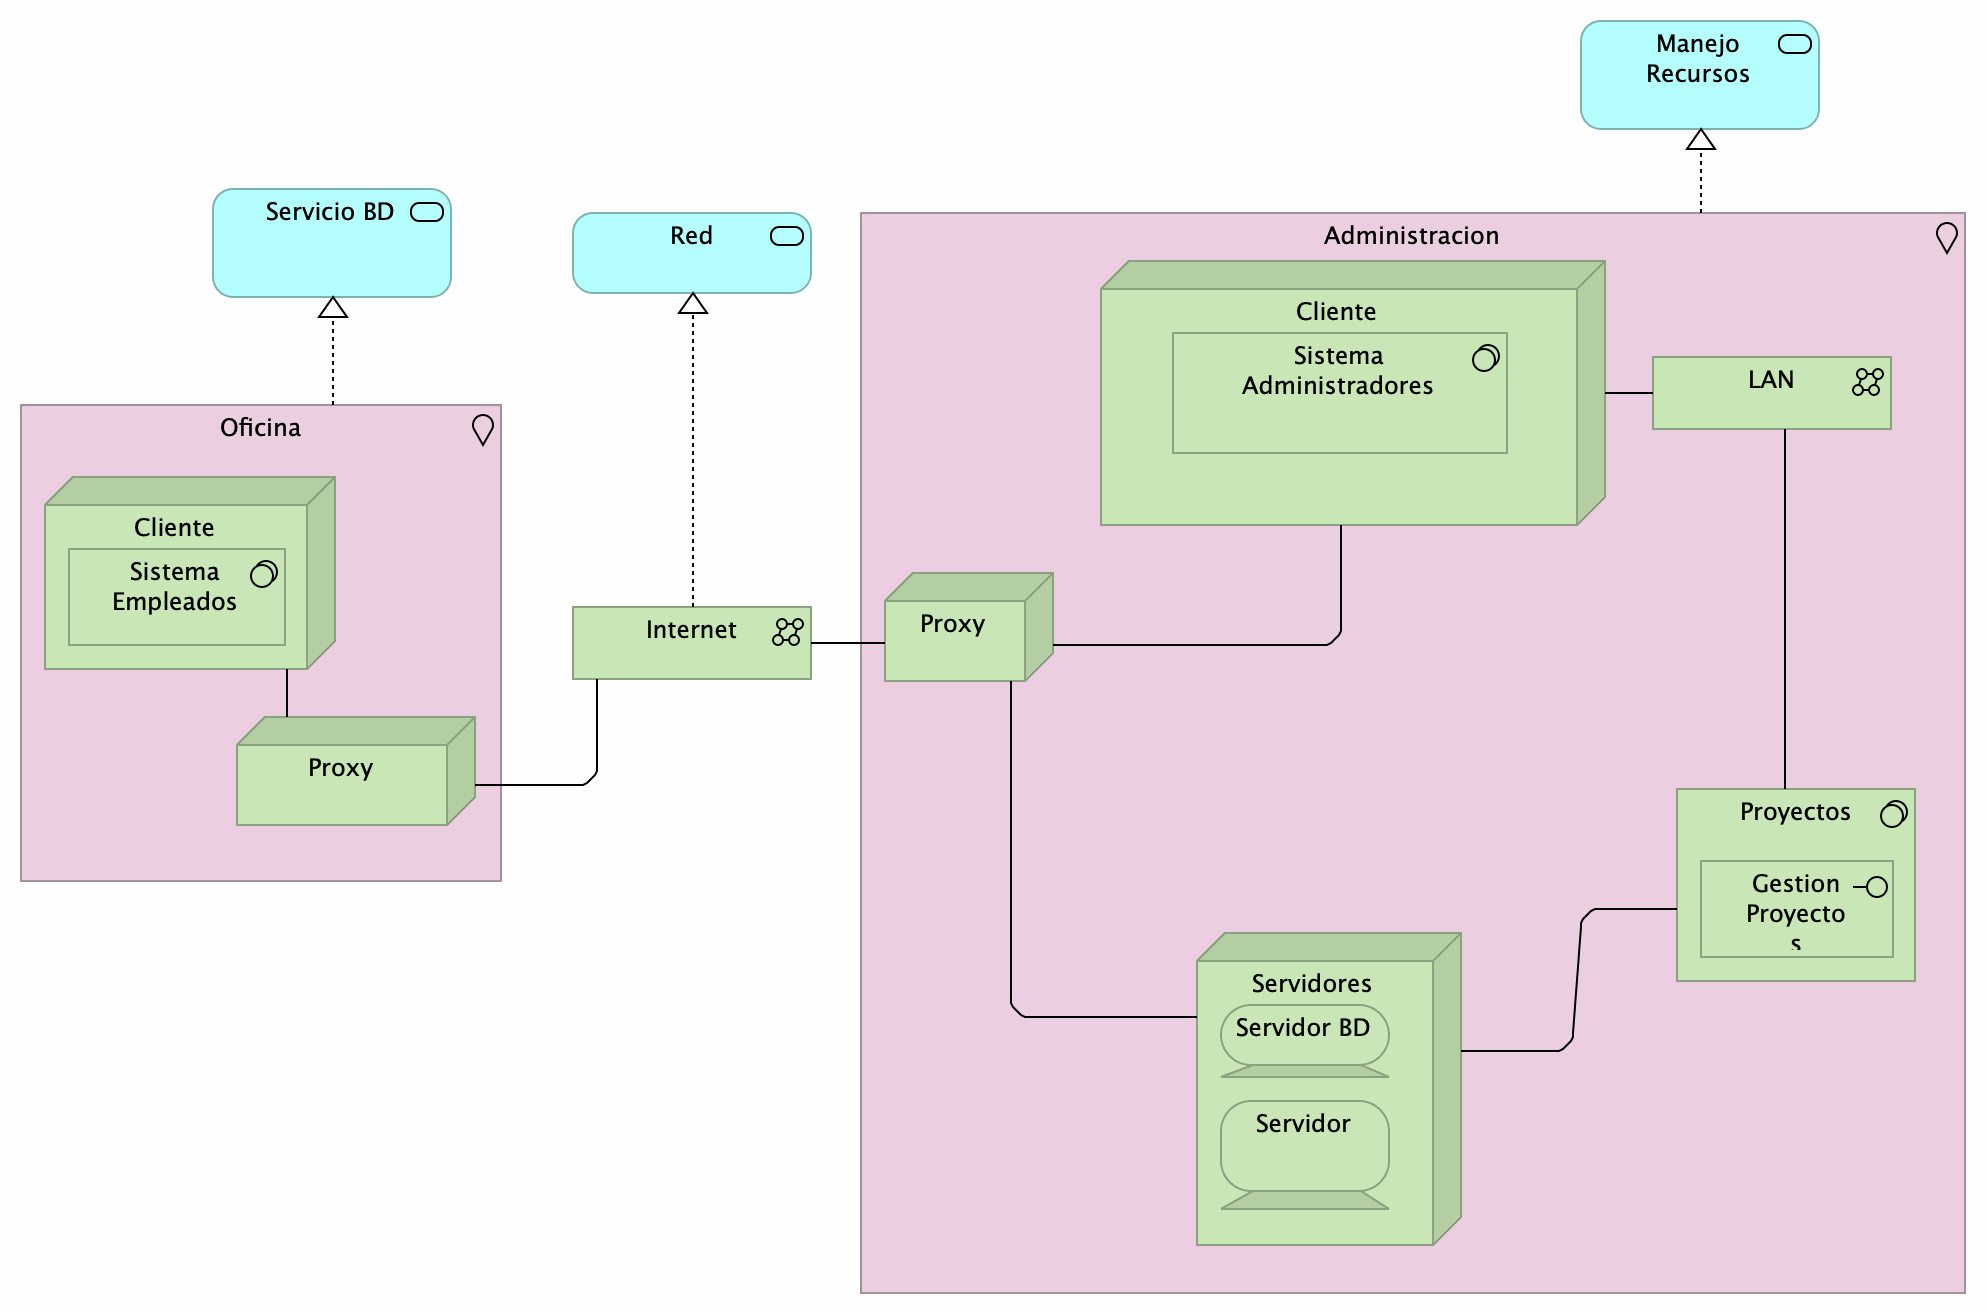 Manejo
Recursos
Servicio BD
Red
Administracion
Cliente
Sistema
Administradores
LAN
Oficina
Cliente
Sistema
Empleados
Internet
Proxy
Proxy
Proyectos
Gestion
Proyecto
s
Servidores
Servidor BD
Servidor